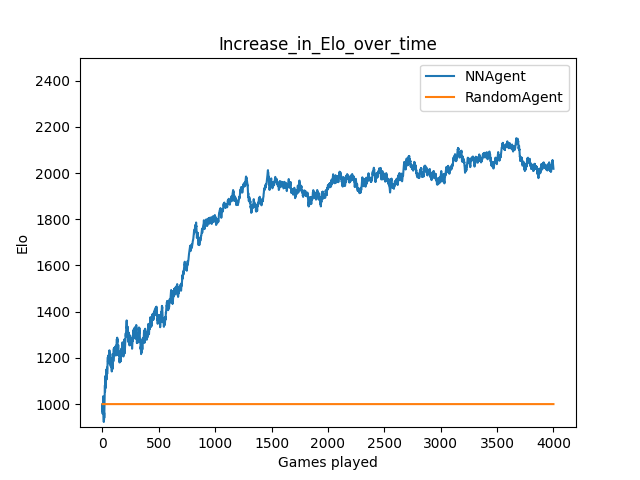 Increase_in_Elo_over_time
NNAgent
RandomAgent
2400
2200
2000
1800
1600
1400
1200
1000
Elo
0 500 1000 1500 2000 2500 3000 3500 4000
Games played